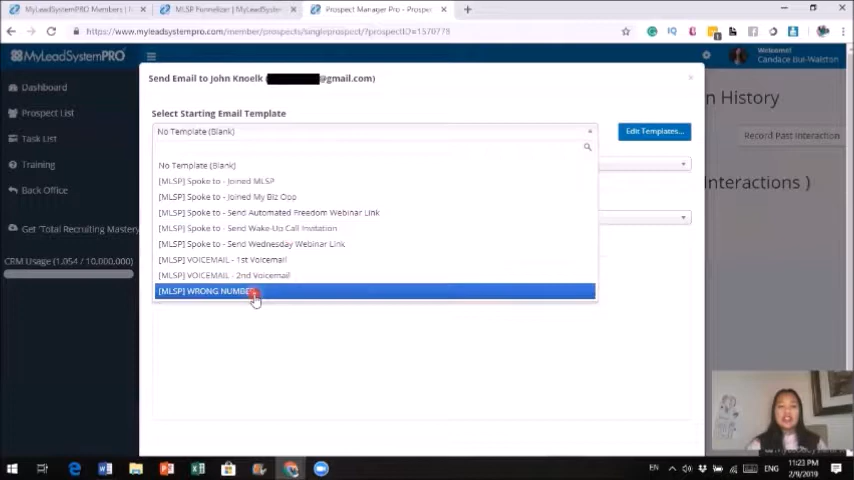 MyLeadSystemPRO Members |
MLSP Funnelizer | MyLeadSystem
Prospect Manager Pro - Prospec
https://www.myleadsystempro.com/member/prospects/singleprospect/?prospectID=1570778
MyLeadSystemPRO
Welcome!
Candace Bui-Walston
Dashboard
Prospect List
Task List
Training
Back Office
Get 'Total Recruiting Mastery
CRM Usage (1,054 / 10,000,000)
Send Email to John Knoelk (
@gmail.com)
×
Select Starting Email Template
No Template (Blank)
Edit Templates...
No Template (Blank)
[MLSP] Spoke to - Joined MLSP
[MLSP] Spoke to - Joined My Biz Opp
[MLSP] Spoke to - Send Automated Freedom Webinar Link
[MLSP] Spoke to - Send Wake-Up Call Invitation
[MLSP] Spoke to - Send Wednesday Webinar Link
[MLSP] VOICEMAIL - 1st Voicemail
[MLSP] VOICEMAIL - 2nd Voicemail
[MLSP] WRONG NUMBER
n History
Record Past Interaction
Interactions )
EN
ENG
11:23 PM
2/9/2019